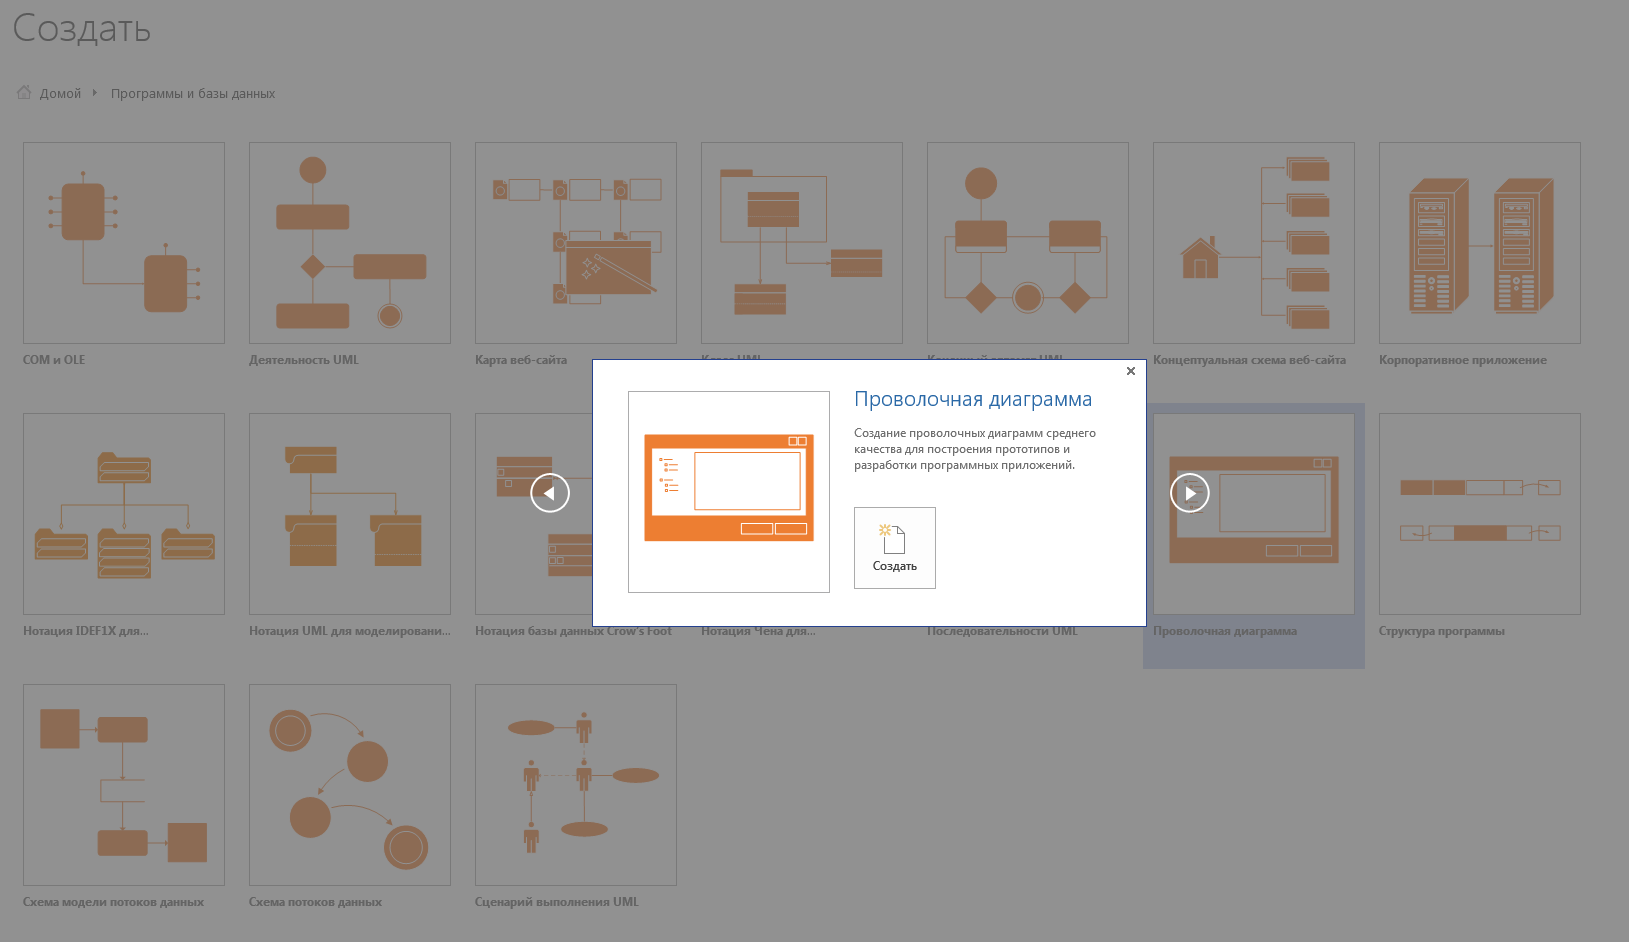 Создать
Домой
Программы и базы данных
COM и OLE
Деятельность UML
Карта веб-сайта
Концептуальная схема веб-сайта
Корпоративное приложение
Проволочная диаграмма
Создание проволочных диаграмм среднего
качества для построения прототипов и
разработки программных приложений.
Создать
Нотация IDEF1X для...
Нотация UML для моделировани...
Нотация базы данных Crow's Foot
Нотация Чена для...
Последовательности UML
Проволочная диаграмма
Структура программы
Схема модели потоков данных
Схема потоков данных
Сценарий выполнения UML